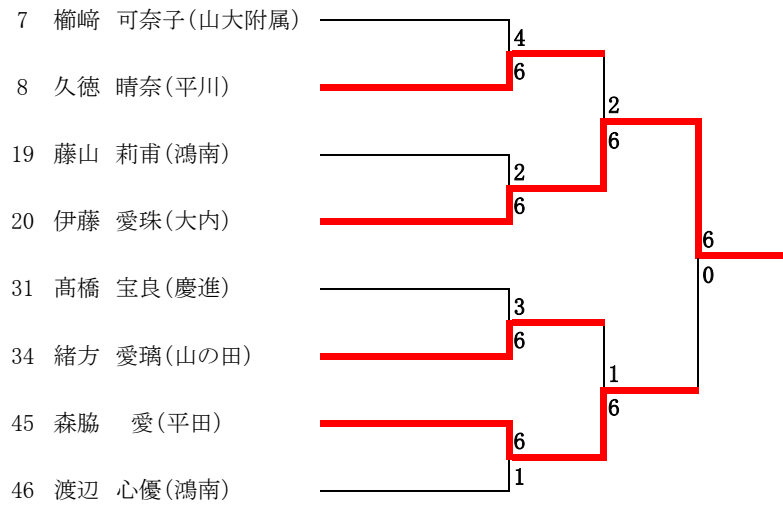 7 櫛﨑 可奈子(山大附属)
4
6
8 久徳 晴奈(平川)
2
6
19 藤山 莉甫(鴻南)
2
6
20 伊藤 愛珠(大内)
6
0
31 髙橋 宝良(慶進)
3
6
34 緒方 愛璃(山の田)
1
6
45 森脇 愛(平田)
6
1
46 渡辺 心優(鴻南)